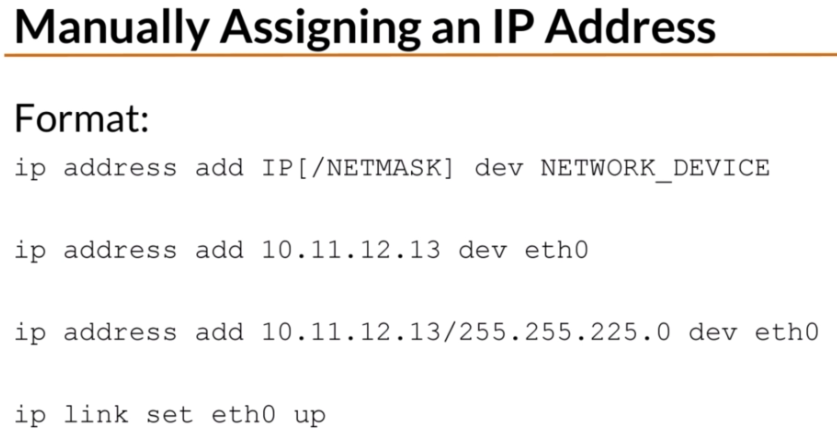 Manually Assigning an IP Address
Format:
ip address add IP[/NETMASK] dev NETWORK_DEVICE
ip address add 10.11.12.13 dev eth0
ip address add 10.11.12.13/255.255.225.0 dev eth0
ip link set eth0 up